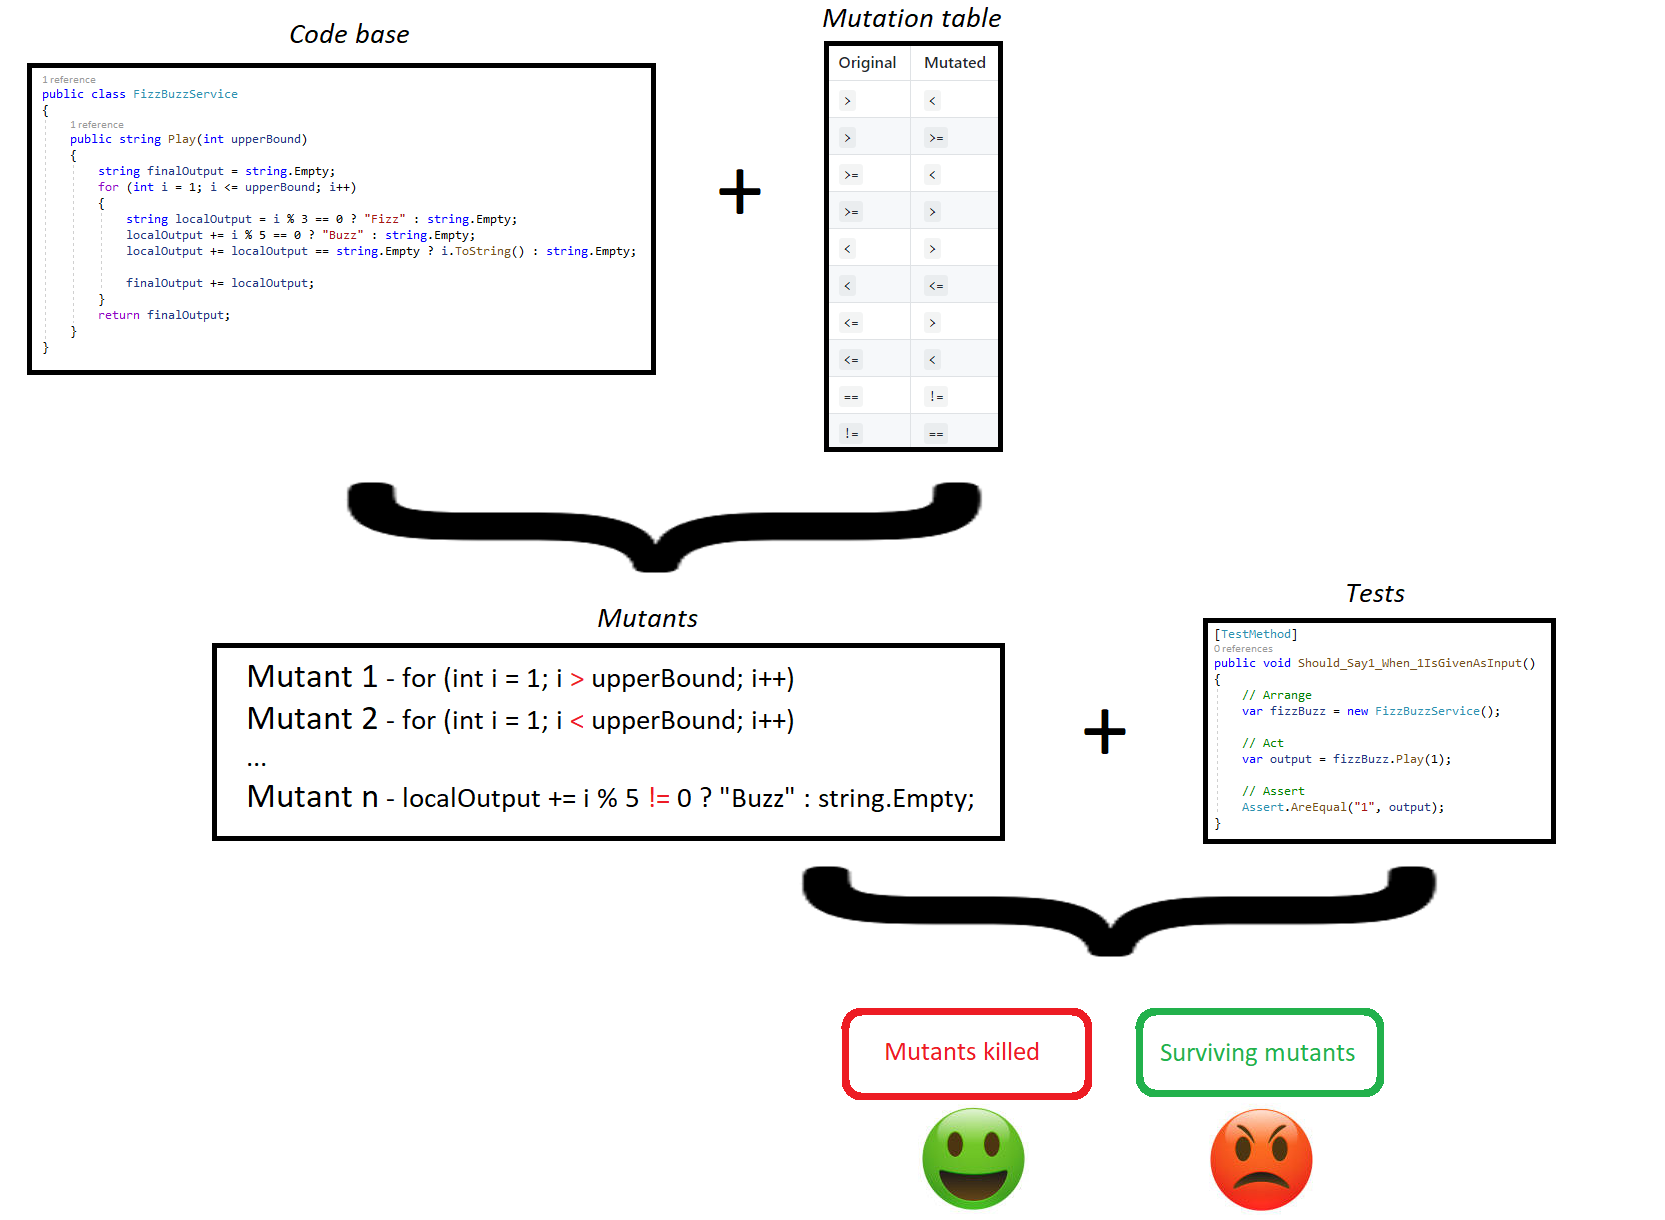 Code base
1 reference
public class FizzBuzzService
{
1 reference
public string Play(int upperBound)
{
string finalOutput = string.Empty;
for (int i = 1; i <= upperBound; i++)
{
string localOutput = i % 3 == 0 ? "Fizz" : string.Empty;
localOutput += i % 5 == 0 ? "Buzz" : string.Empty;
localOutput += localOutput == string.Empty ? i.ToString() : string.Empty;
finalOutput += localOutput;
}
return finalOutput;
}
}
+
Mutation table
Original Mutated
> <
> >=
>= <
>= >
< >
< <=
<= >
<= <
== !=
!= ==
Mutants
Mutant 1 - for (int i = 1; i > upperBound; i++)
Mutant 2 - for (int i = 1; i < upperBound; i++)
...
Mutant n - localOutput += i % 5 != 0 ? "Buzz" : string.Empty;
+
Tests
[TestMethod]
0 references
public void Should_Say1_When_1IsGivenAsInput()
{
// Arrange
var fizzBuzz = new FizzBuzzService();
// Act
var output = fizzBuzz.Play(1);
// Assert
Assert.AreEqual("1", output);
}
Mutants killed
Surviving mutants